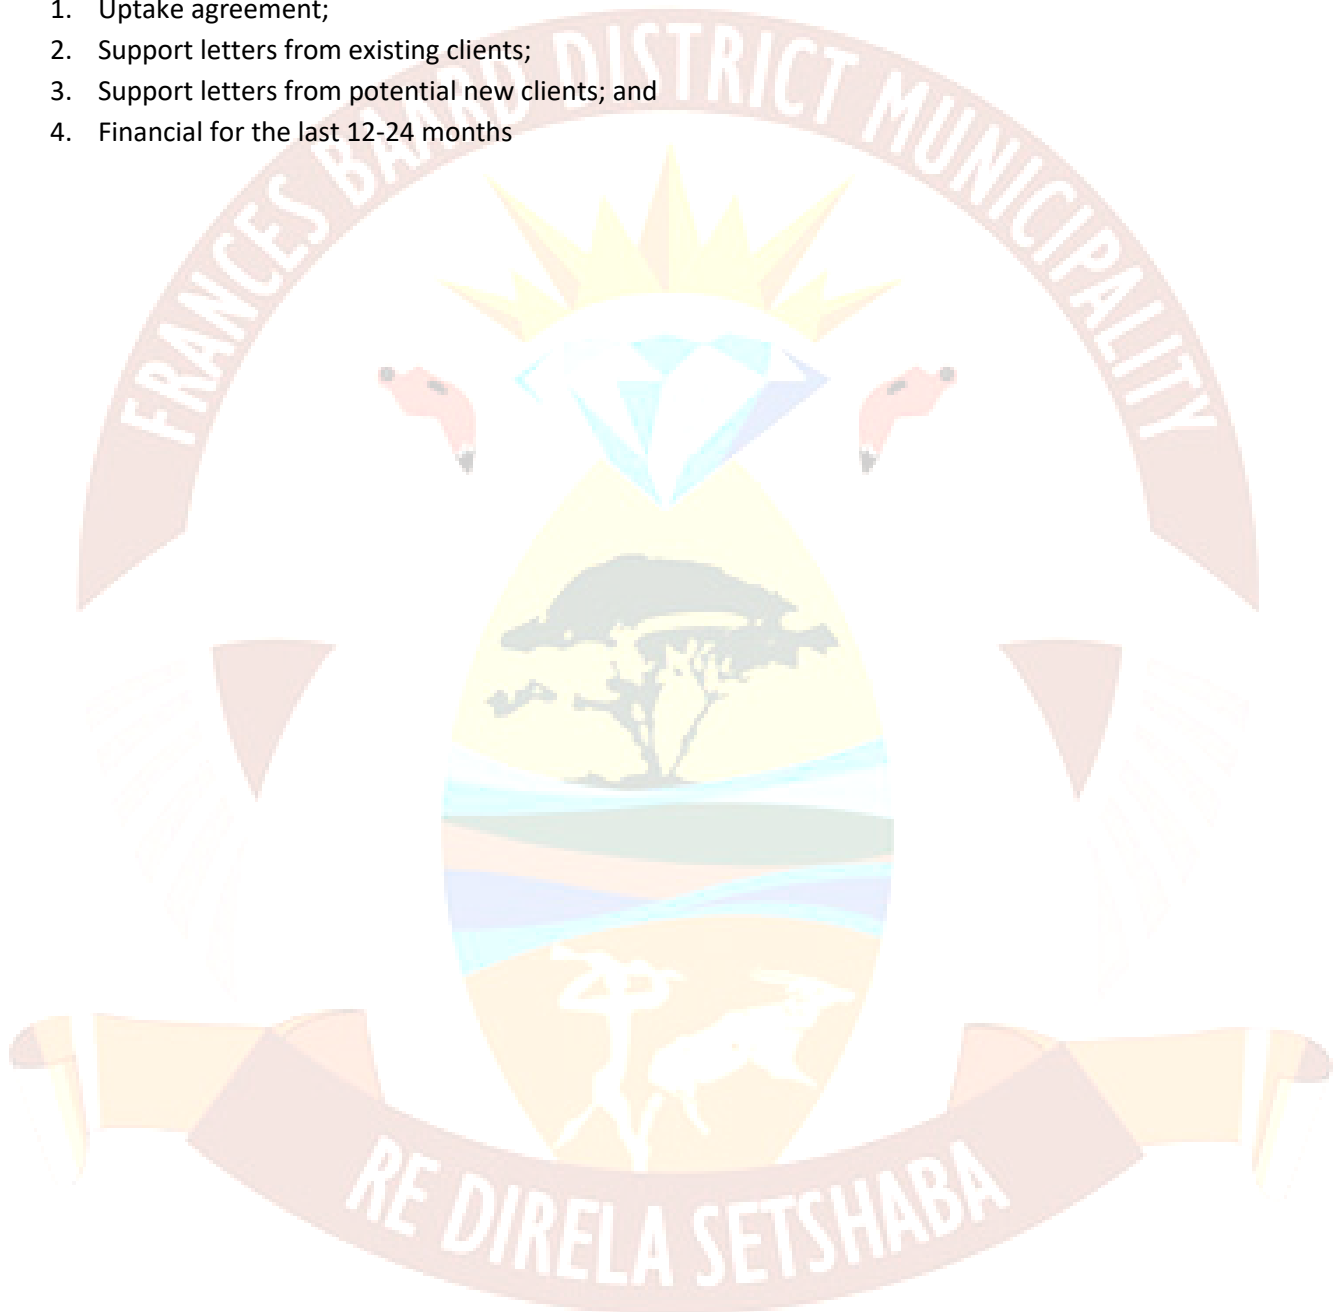 1. Uptake agreement;
2. Support letters from existing clients;
3. Support letters from potential new clients; and
4. Financial for the last 12-24 months
FRANCES BAARD DISTRICT MUNICIPALITY
RE DIRELA SETSHABA